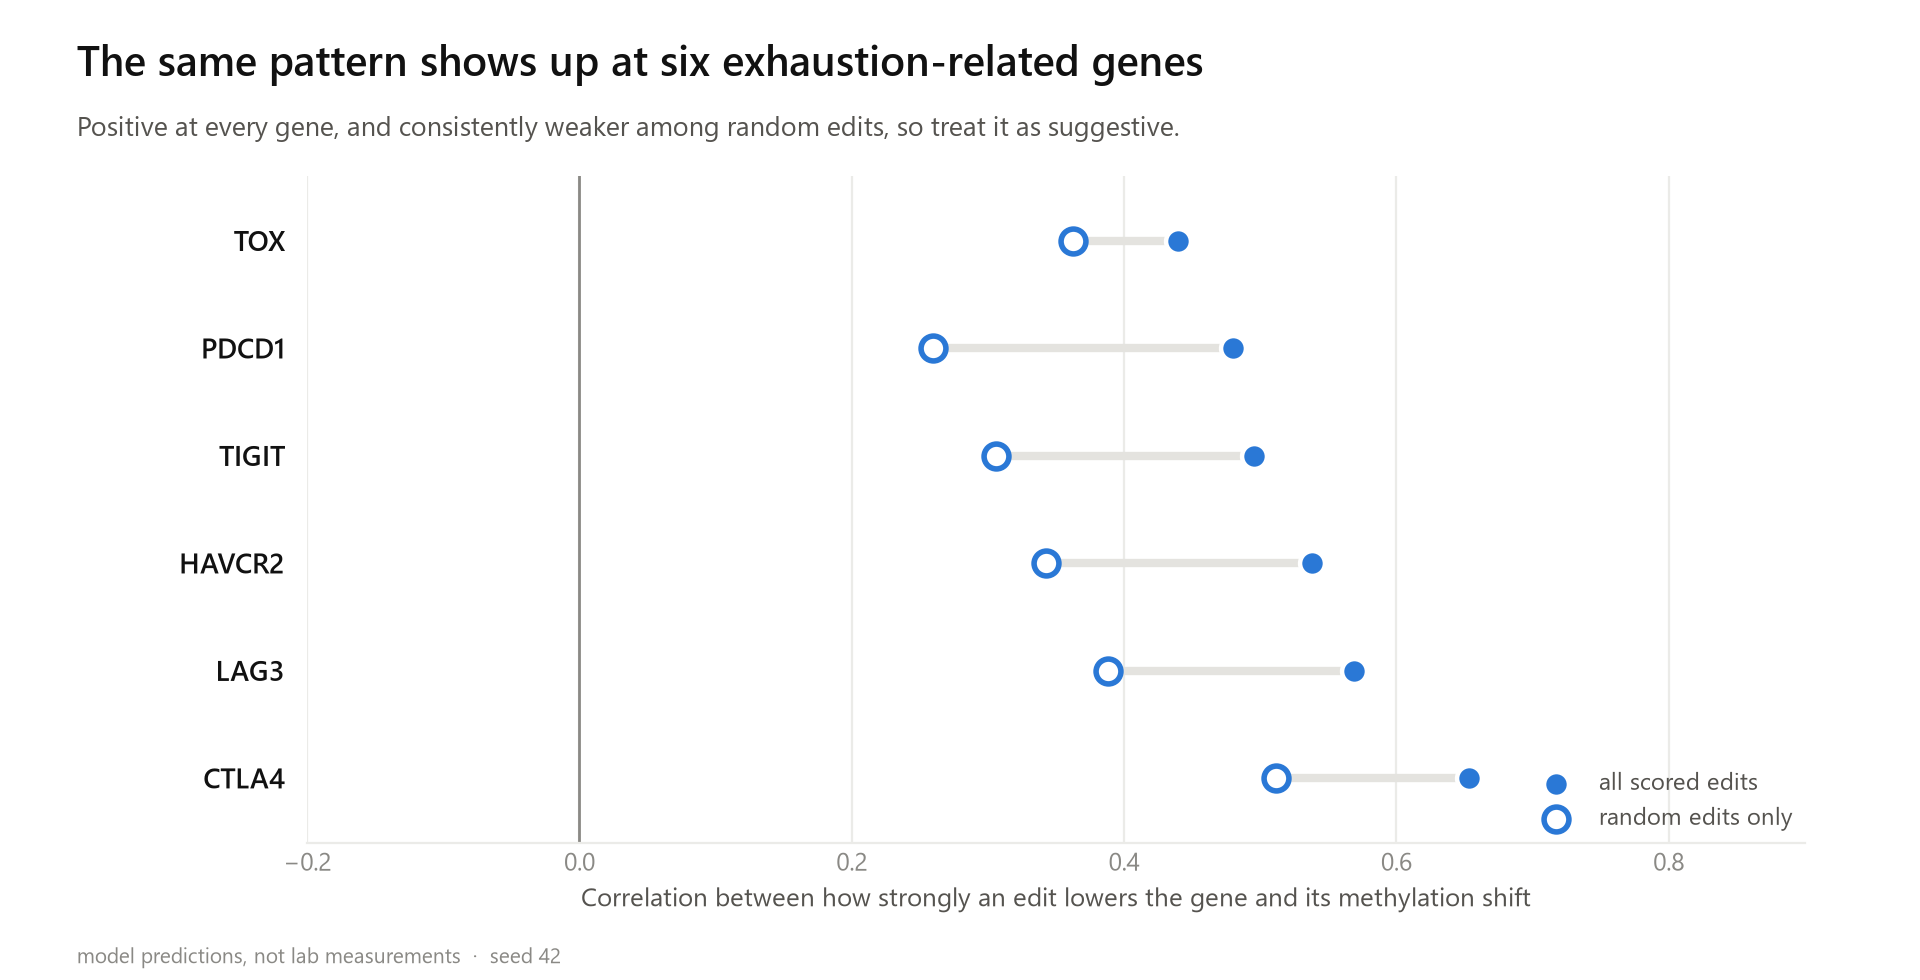 The same pattern shows up at six exhaustion-related genes
Positive at every gene, and consistently weaker among random edits, so treat it as suggestive.
TOX
PDCD1
TIGIT
HAVCR2
LAG3
CTLA4
all scored edits
random edits only
−0.2 0.0 0.2 0.4 0.6 0.8
Correlation between how strongly an edit lowers the gene and its methylation shift
model predictions, not lab measurements · seed 42